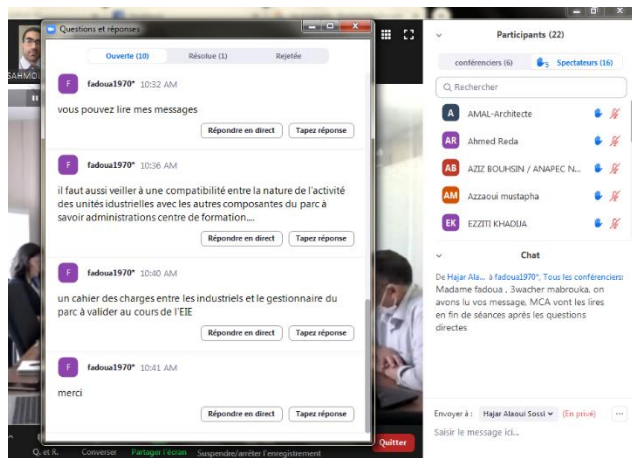 Questions et réponses
Ouverte (10)
Résolue (1)
Rejetée
F
fadoua1970* 10:32 AM
vous pouvez lire mes messages
Répondre en direct
Tapez réponse
F
fadoua1970* 10:36 AM
il faut aussi veiller à une compatibilité entre la nature de l'activité
des unités idustrielles avec les autres composantes du parc à
savoir administrations centre de formation....
Répondre en direct
Tapez réponse
F
fadoua1970* 10:40 AM
un cahier des charges entre les industriels et le gestionnaire du
parc à valider au cours de l'EIE
Répondre en direct
Tapez réponse
F
fadoua1970* 10:41 AM
merci
Répondre en direct
Tapez réponse
Q. et R.
Converser
Partager l'écran
Suspendre/arrêter l'enregistrement
Quitter
Participants (22)
conférenciers (6)
5
Spectateurs (16)
Rechercher
A
AMAL-Architecte
AR
Ahmed Reda
AB
AZIZ BOUHSIN / ANAPEC N...
AM
Azzaoui mustapha
EK
EZZITI KHADIJA
Chat
De Hajar Ala... à fadoua1970*, Tous les conférenciers:
Madame fadoua , 3wacher mabrouka, on
avons lu vos message, MCA vont les lires
en fin de séances aprés les questions
directes
Envoyer à : Hajar Alaoui Sossi (En privé) ...
Saisir le message ici...